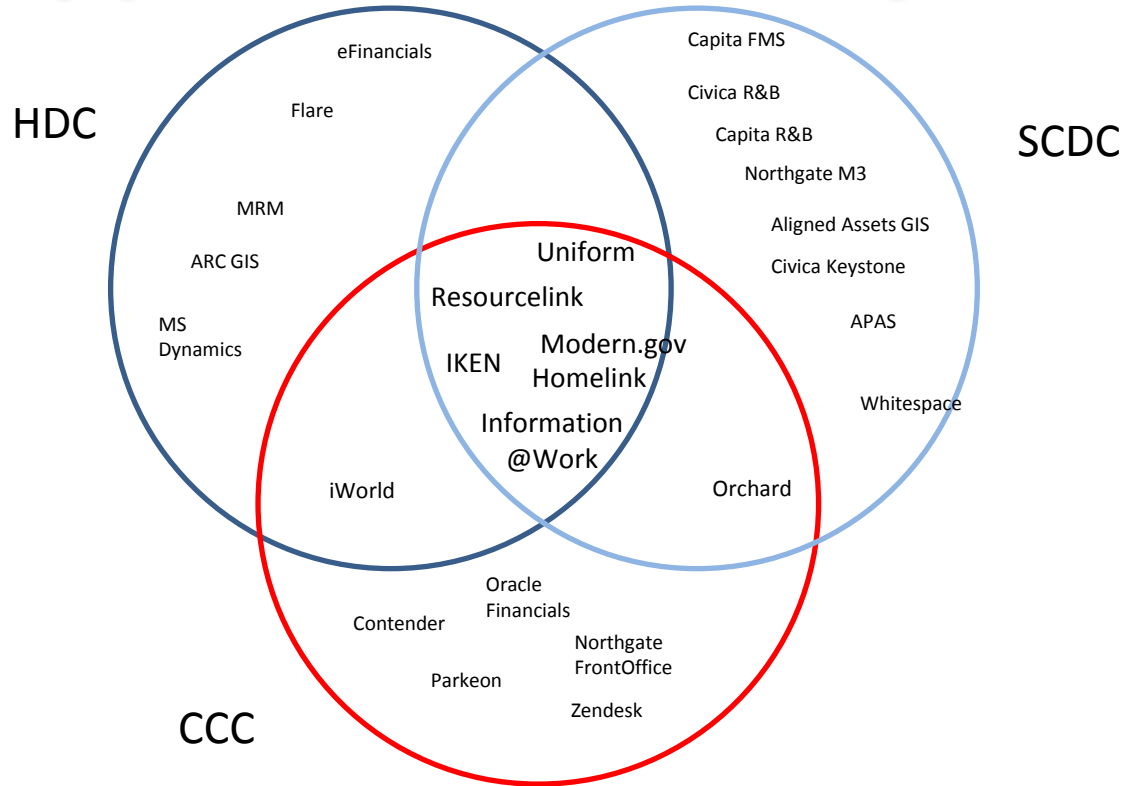 eFinancials
Flare
HDC
MRM
ARC GIS
MS
Dynamics
Capita FMS
Civica R&B
Capita R&B
SCDC
Northgate M3
Aligned Assets GIS
Civica Keystone
APAS
Whitespace
Uniform
Resourcelink
Modern.gov
IKEN
Homelink
Information
@Work
iWorld
Orchard
Oracle
Financials
Contender
Northgate
FrontOffice
Parkeon
Zendesk
CCC